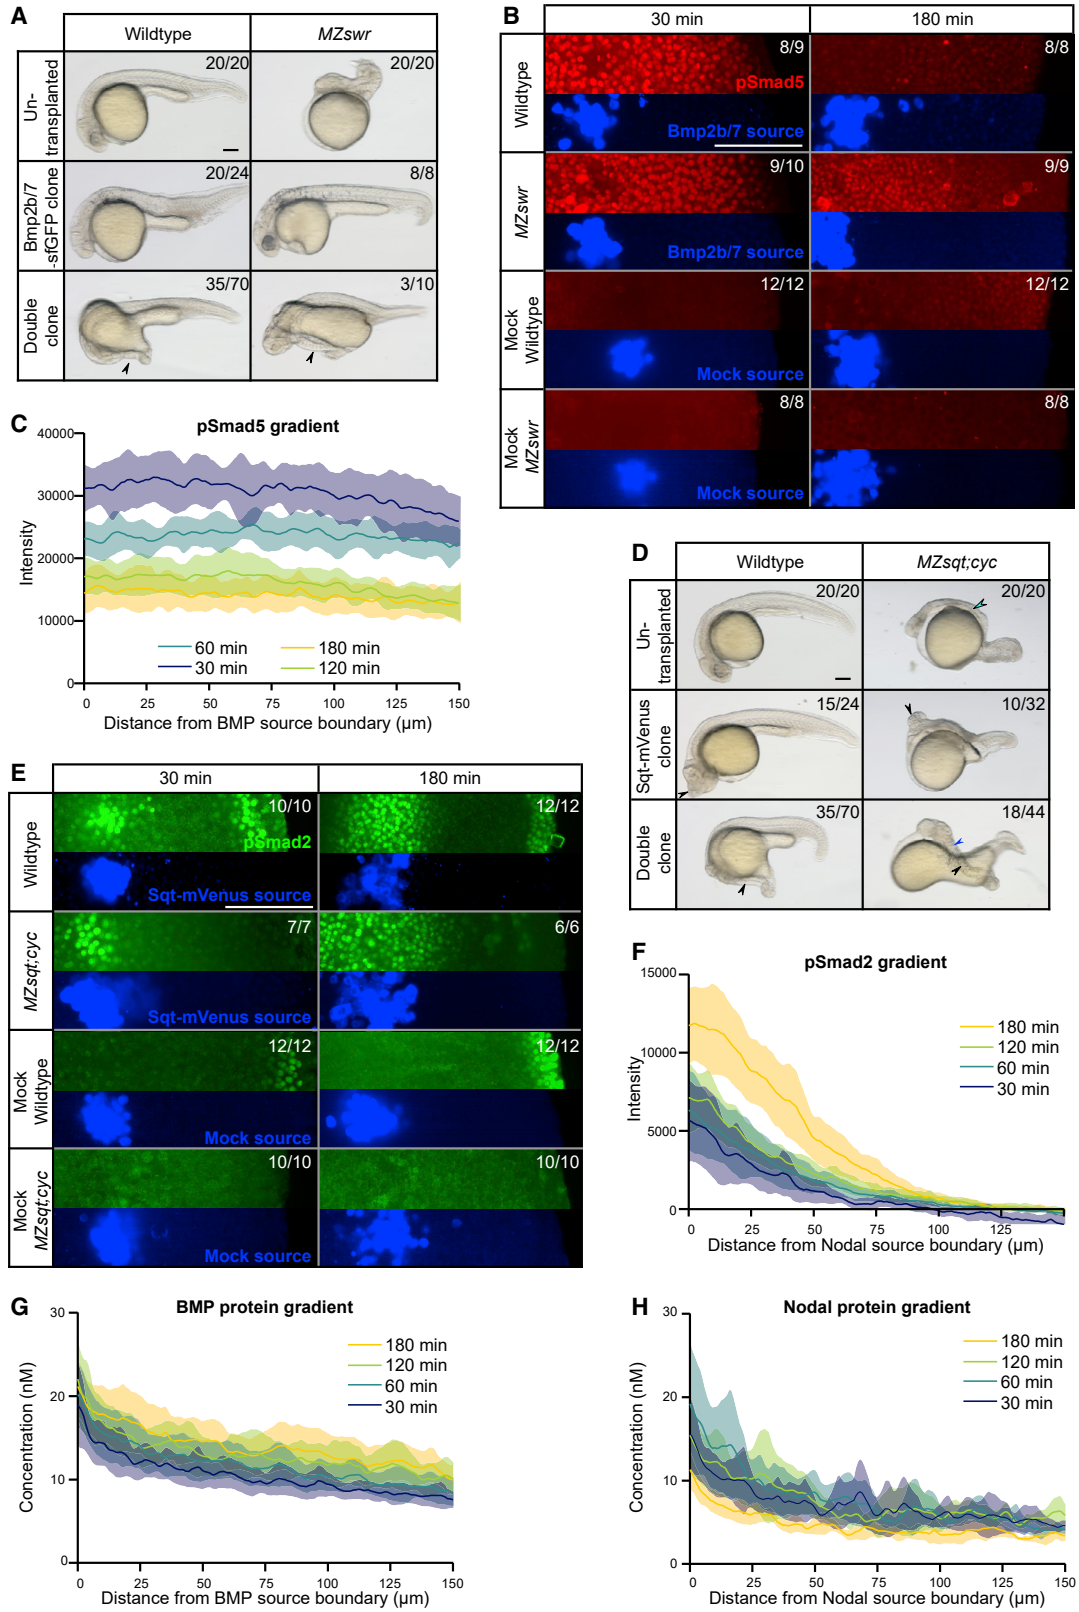 A
Wildtype
MZswr
Un-
transplanted
20/20
20/20
Bmp2b/7
-sfGFP clone
20/24
8/8
Double
clone
35/70
3/10
B
30 min
180 min
Wildtype
8/9
pSmad5
8/8
Bmp2b/7 source
Bmp2b/7 source
MZswr
9/10
9/9
Bmp2b/7 source
Bmp2b/7 source
Mock
Wildtype
12/12
12/12
Mock source
Mock source
Mock
MZswr
8/8
8/8
Mock source
Mock source
C
pSmad5 gradient
Intensity
40000
30000
20000
10000
0
60 min
180 min
30 min
120 min
0
25
50
75
100
125
150
Distance from BMP source boundary (µm)
D
Wildtype
MZsqt;cyc
Un-
transplanted
20/20
20/20
Sqt-mVenus
clone
15/24
10/32
Double
clone
35/70
18/44
E
30 min
180 min
Wildtype
10/10
pSmad2
12/12
Sqt-mVenus source
MZsqt;cyc
7/7
6/6
Sqt-mVenus source
Mock
Wildtype
12/12
12/12
Mock source
Mock
MZsqt;cyc
10/10
10/10
Mock source
F
pSmad2 gradient
Intensity
15000
10000
5000
0
180 min
120 min
60 min
30 min
0
25
50
75
100
125
Distance from Nodal source boundary (µm)
G
BMP protein gradient
Concentration (nM)
30
20
10
0
180 min
120 min
60 min
30 min
0
25
50
75
100
125
150
Distance from BMP source boundary (µm)
H
Nodal protein gradient
Concentration (nM)
30
20
10
0
180 min
120 min
60 min
30 min
0
25
50
75
100
125
150
Distance from Nodal source boundary (µm)